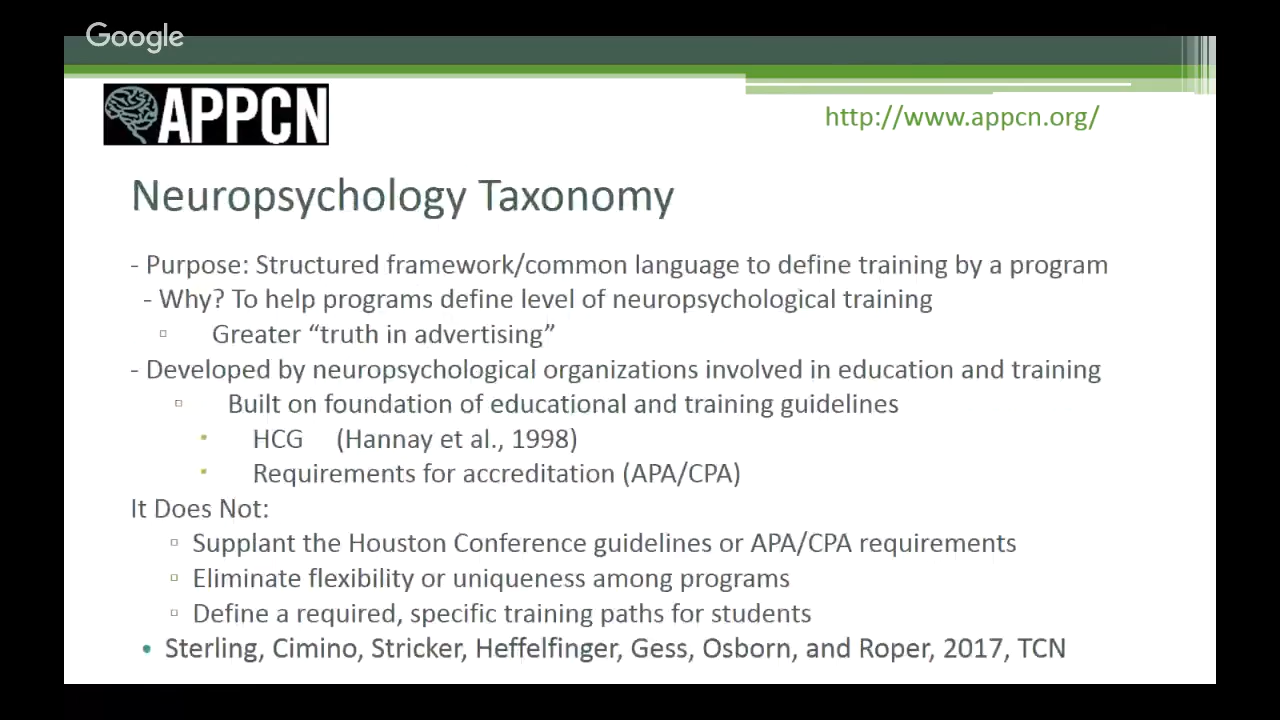 Google
APPCN
http://www.appcn.org/
Neuropsychology Taxonomy
- Purpose: Structured framework/common language to define training by a program
- Why? To help programs define level of neuropsychological training
▫ Greater “truth in advertising”
- Developed by neuropsychological organizations involved in education and training
▫ Built on foundation of educational and training guidelines
▪ HCG (Hannay et al., 1998)
▪ Requirements for accreditation (APA/CPA)
It Does Not:
▫ Supplant the Houston Conference guidelines or APA/CPA requirements
▫ Eliminate flexibility or uniqueness among programs
▫ Define a required, specific training paths for students
• Sterling, Cimino, Stricker, Heffelfinger, Gess, Osborn, and Roper, 2017, TCN